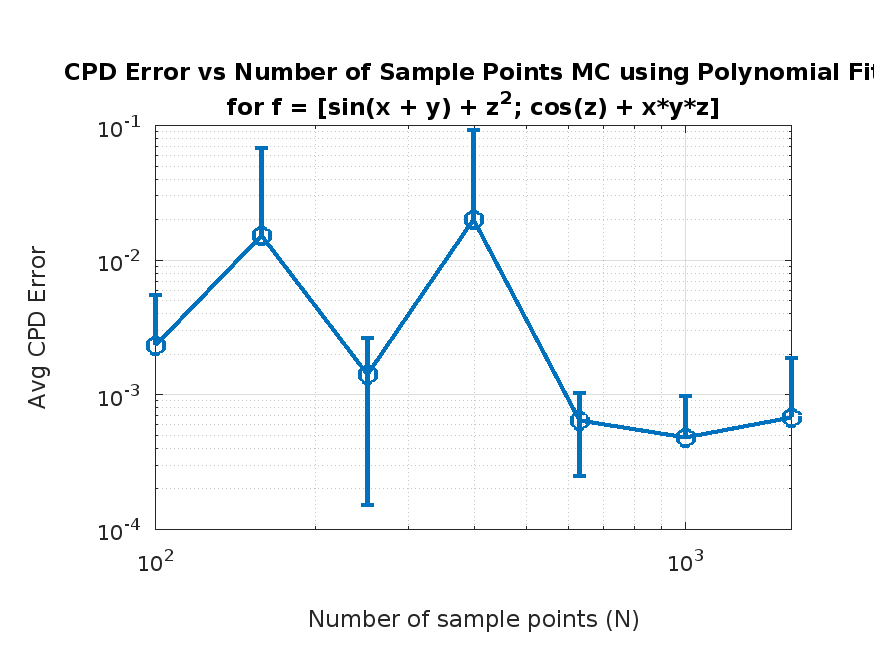 CPD Error vs Number of Sample Points MC using Polynomial Fit
for f = [sin(x + y) + z²; cos(z) + x*y*z]
10⁻¹
10⁻²
10⁻³
10⁻⁴
Avg CPD Error
10²
10³
Number of sample points (N)